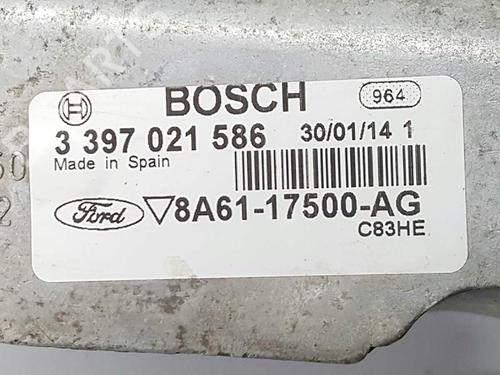 BOSCH 964
3 397 021 586 30/01/14 1
Made in Spain
Ford 8A61-17500-AG
C83HE